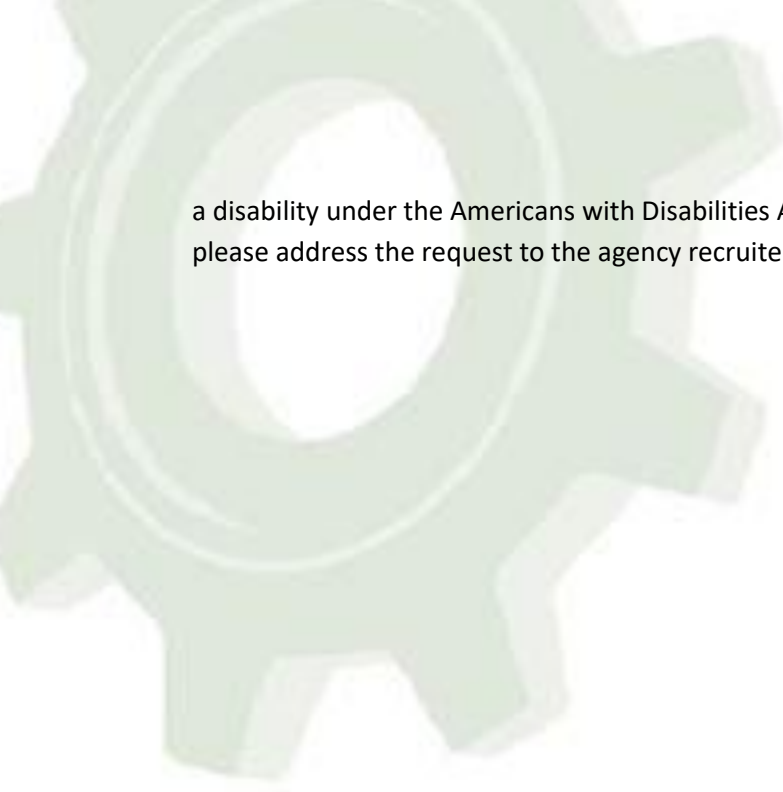 a disability under the Americans with Disabilities A
please address the request to the agency recruite